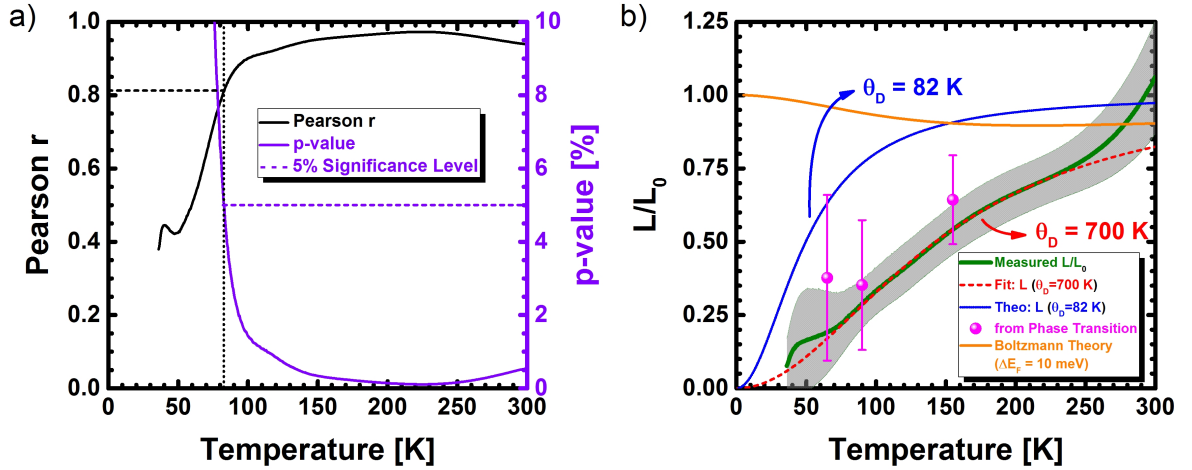 a)
Pearson r
1.0
0.8
0.6
0.4
0.2
0.0
0
50
100
150
200
250
300
Temperature [K]
10
8
6
4
2
0
p-value [%]
Pearson r
p-value
5% Significance Level
b)
L/L0
1.25
1.00
0.75
0.50
0.25
0.00
0
50
100
150
200
250
300
Temperature [K]
θD = 82 K
θD = 700 K
Measured L/L0
Fit: L (θD=700 K)
Theo: L (θD=82 K)
from Phase Transition
Boltzmann Theory
(ΔEF = 10 meV)